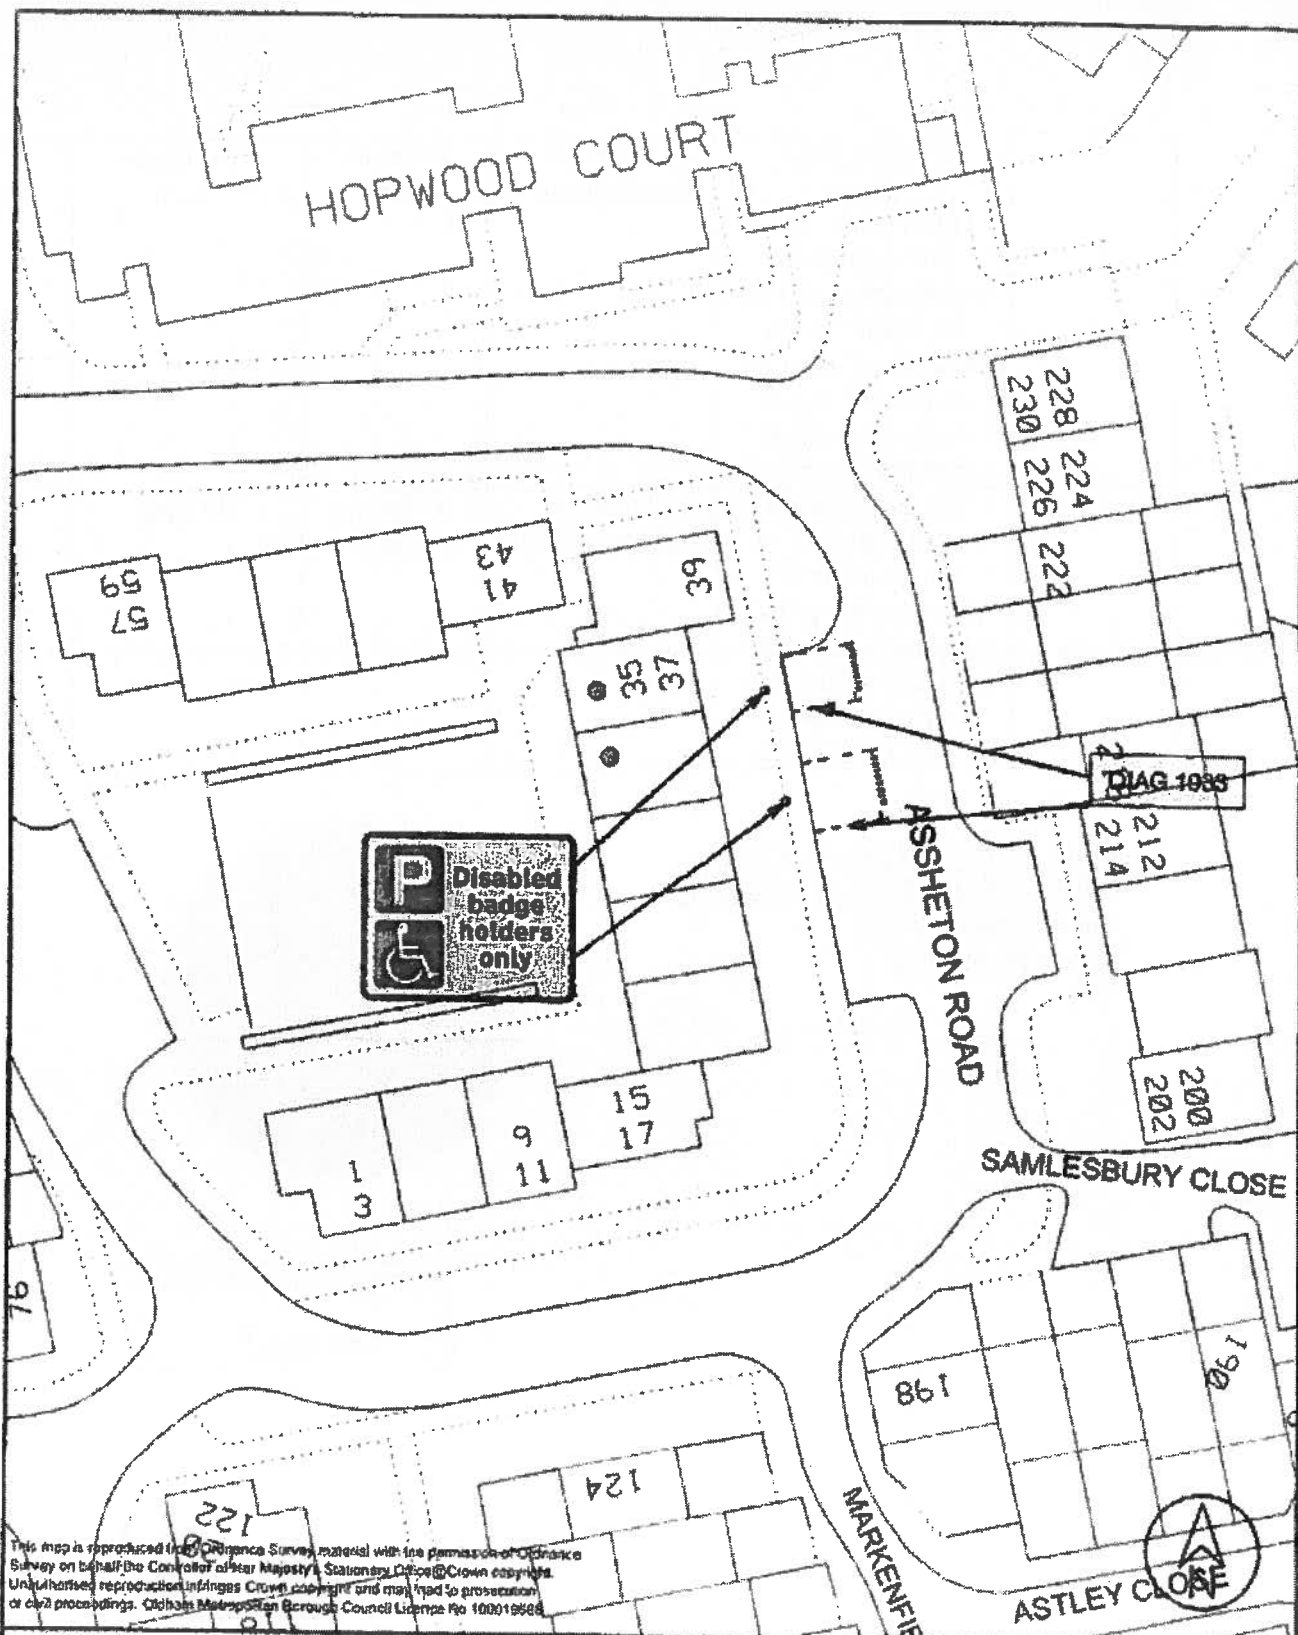 HOPWOOD COURT
228
230
224
226
222
59
57
43
41
39
35
37
DIAG 1033
212
214
P Disabled
badge
holders
only
ASSHETON ROAD
200
202
15
17
9
11
1
3
SAMLESBURY CLOSE
76
198
190
124
122
MARKENFIE
ASTLEY CLOSE
This map is reproduced from Ordnance Survey material with the permission of Ordnance
Survey on behalf of the Controller of Her Majesty's Stationery Office © Crown copyright.
Unauthorised reproduction infringes Crown copyright and may lead to prosecution
or civil proceedings. Oldham Metropolitan Borough Council Licence No